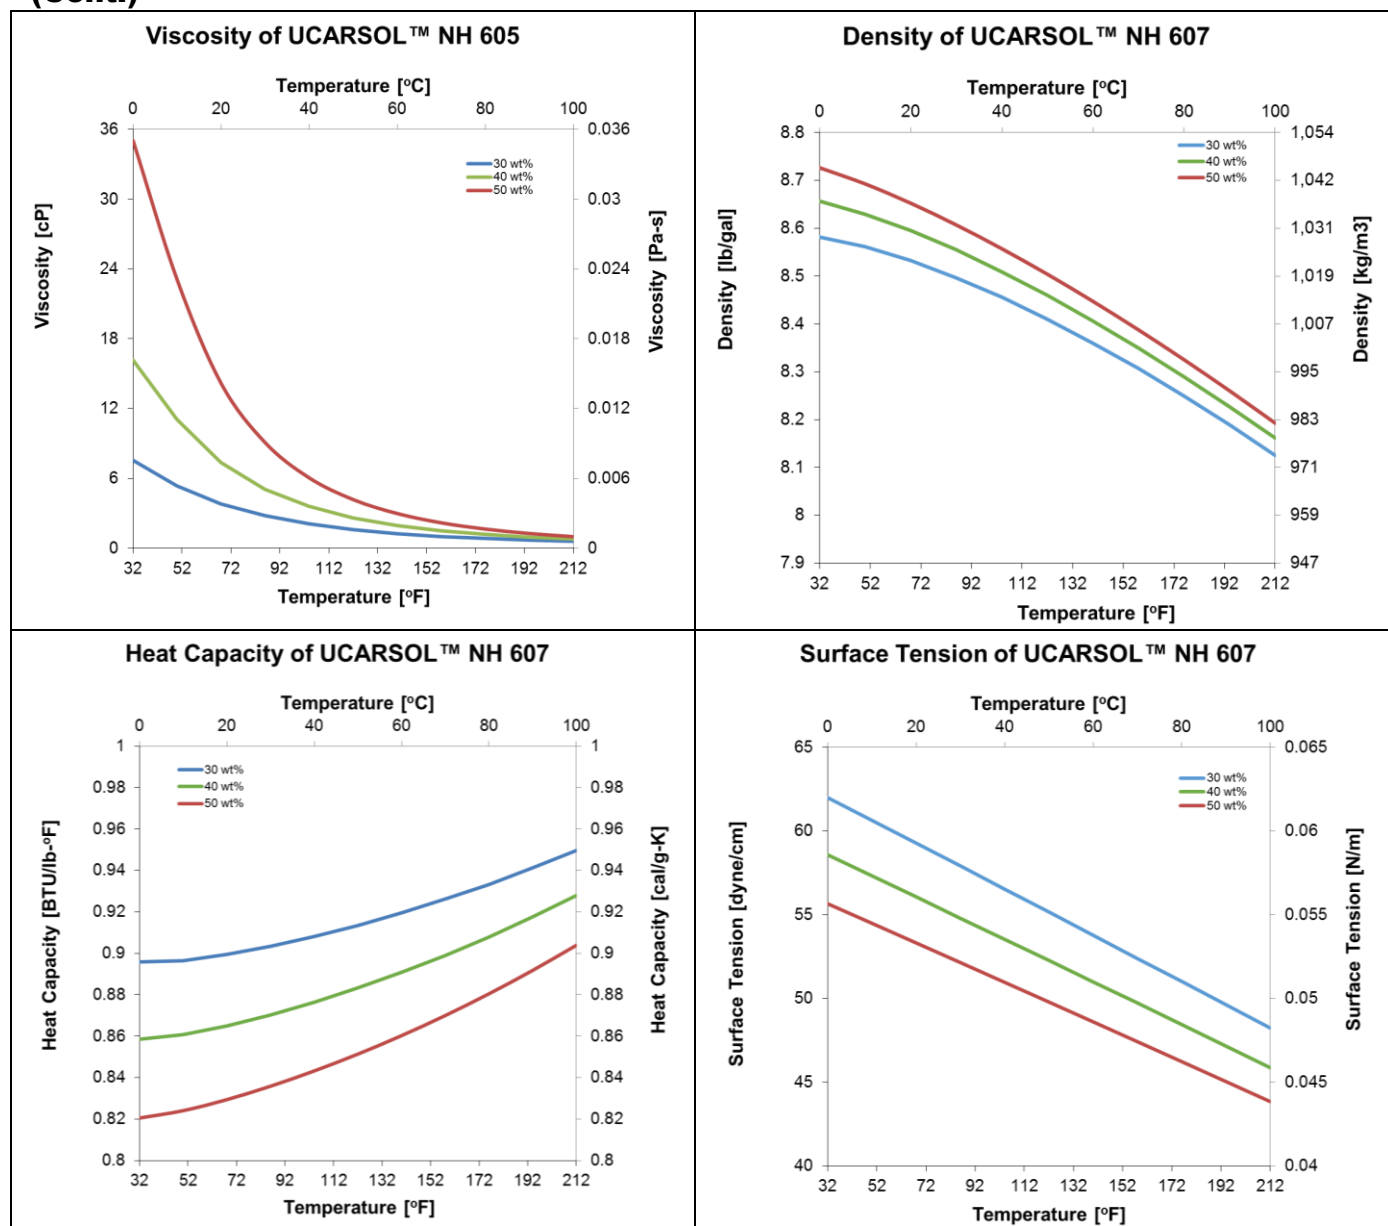 Viscosity of UCARSOL™ NH 605
Temperature [ºC]
0 20 40 60 80 100
36 0.036
30 0.03
24 0.024
18 0.018
12 0.012
6 0.006
0 0
30 wt%
40 wt%
50 wt%
Viscosity [cP]
Viscosity [Pa-s]
32 52 72 92 112 132 152 172 192 212
Temperature [ºF]
Density of UCARSOL™ NH 607
Temperature [ºC]
0 20 40 60 80 100
8.8 1,054
8.7 1,042
8.6 1,031
8.5 1,019
8.4 1,007
8.3 995
8.2 983
8.1 971
8 959
7.9 947
30 wt%
40 wt%
50 wt%
Density [lb/gal]
Density [kg/m3]
32 52 72 92 112 132 152 172 192 212
Temperature [ºF]
Heat Capacity of UCARSOL™ NH 607
Temperature [ºC]
0 20 40 60 80 100
1 1
0.98 0.98
0.96 0.96
0.94 0.94
0.92 0.92
0.9 0.9
0.88 0.88
0.86 0.86
0.84 0.84
0.82 0.82
0.8 0.8
30 wt%
40 wt%
50 wt%
Heat Capacity [BTU/lb-ºF]
Heat Capacity [cal/g-K]
32 52 72 92 112 132 152 172 192 212
Temperature [ºF]
Surface Tension of UCARSOL™ NH 607
Temperature [ºC]
0 20 40 60 80 100
65 0.065
60 0.06
55 0.055
50 0.05
45 0.045
40 0.04
30 wt%
40 wt%
50 wt%
Surface Tension [dyne/cm]
Surface Tension [N/m]
32 52 72 92 112 132 152 172 192 212
Temperature [ºF]